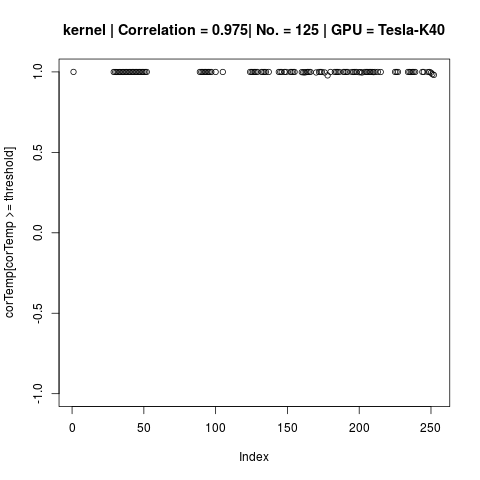 kernel | Correlation = 0.975| No. = 125 | GPU = Tesla-K40
corTemp[corTemp >= threshold]
1.0
0.5
0.0
-0.5
-1.0
0 50 100 150 200 250
Index